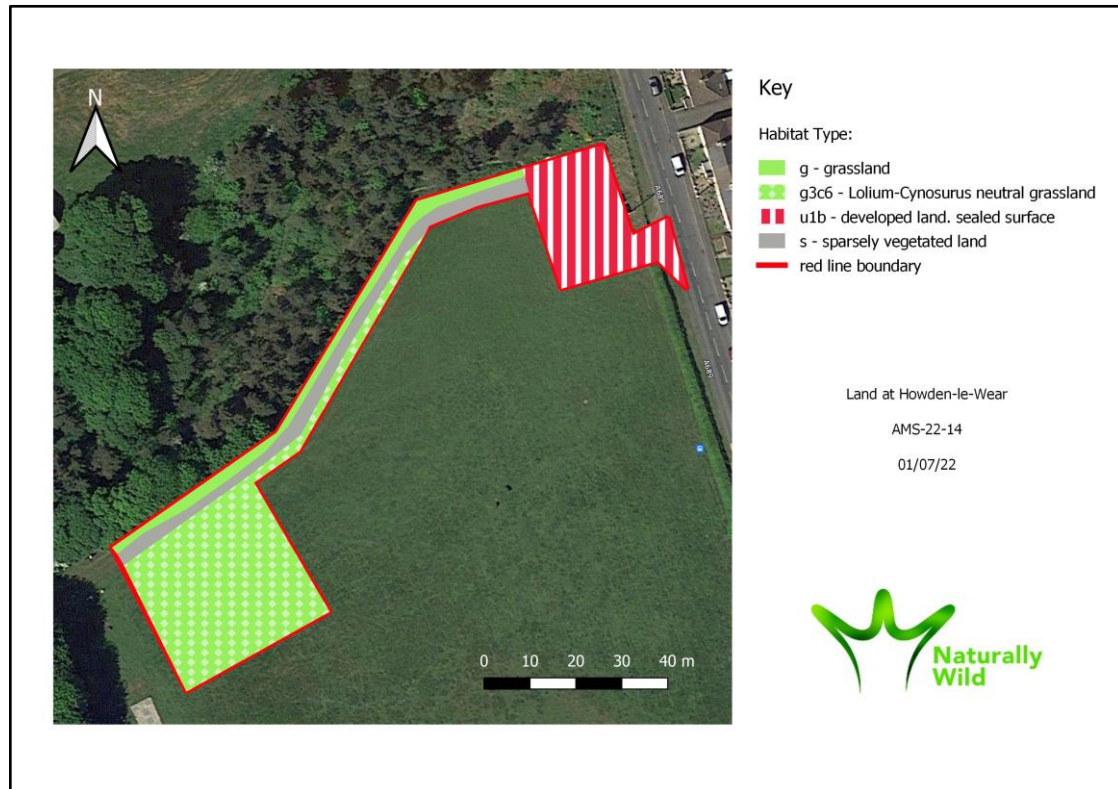 N
A689
A689
0 10 20 30 40 m
Key
Habitat Type:
g - grassland
g3c6 - Lolium-Cynosurus neutral grassland
u1b - developed land. sealed surface
s - sparsely vegetated land
red line boundary
Land at Howden-le-Wear
AMS-22-14
01/07/22
Naturally
Wild